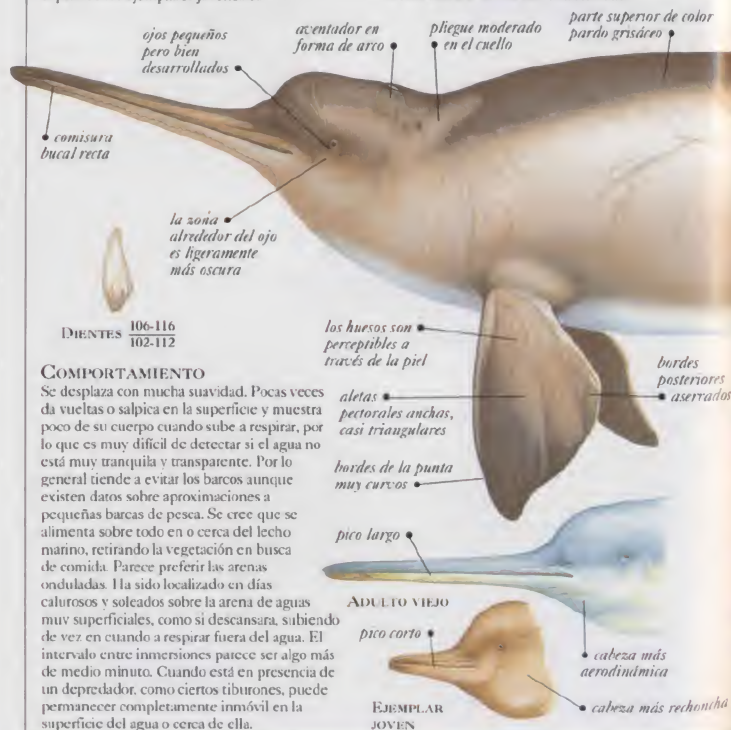 ojos pequeños
pero bien
desarrollados
aventador en
forma de arco
pliegue moderado
en el cuello
parte superior de color
pardo grisáceo
comisura
bucal recta
la zona
alrededor del ojo
es ligeramente
más oscura
DIENTES 106-116
102-112
los huesos son
perceptibles a
través de la piel
aletas
pectorales anchas,
casi triangulares
bordes
posteriores
aserrados
bordes de la punta
muy curvos
COMPORTAMIENTO
Se desplaza con mucha suavidad. Pocas veces
da vueltas o salpica en la superficie y muestra
poco de su cuerpo cuando sube a respirar, por
lo que es muy difícil de detectar si el agua no
está muy tranquila y transparente. Por lo
general tiende a evitar los barcos aunque
existen datos sobre aproximaciones a
pequeñas barcas de pesca. Se cree que se
alimenta sobre todo en o cerca del lecho
marino, retirando la vegetación en busca
de comida. Parece preferir las arenas
onduladas. Ha sido localizado en días
calurosos y soleados sobre la arena de aguas
muy superficiales, como si descansara, subiendo
de vez en cuando a respirar fuera del agua. El
intervalo entre inmersiones parece ser algo más
de medio minuto. Cuando está en presencia de
un depredador, como ciertos tiburones, puede
permanecer completamente inmóvil en la
superficie del agua o cerca de ella.
pico largo
ADULTO VIEJO
cabeza más
aerodinámica
pico corto
EJEMPLAR
JOVEN
cabeza más rechoncha